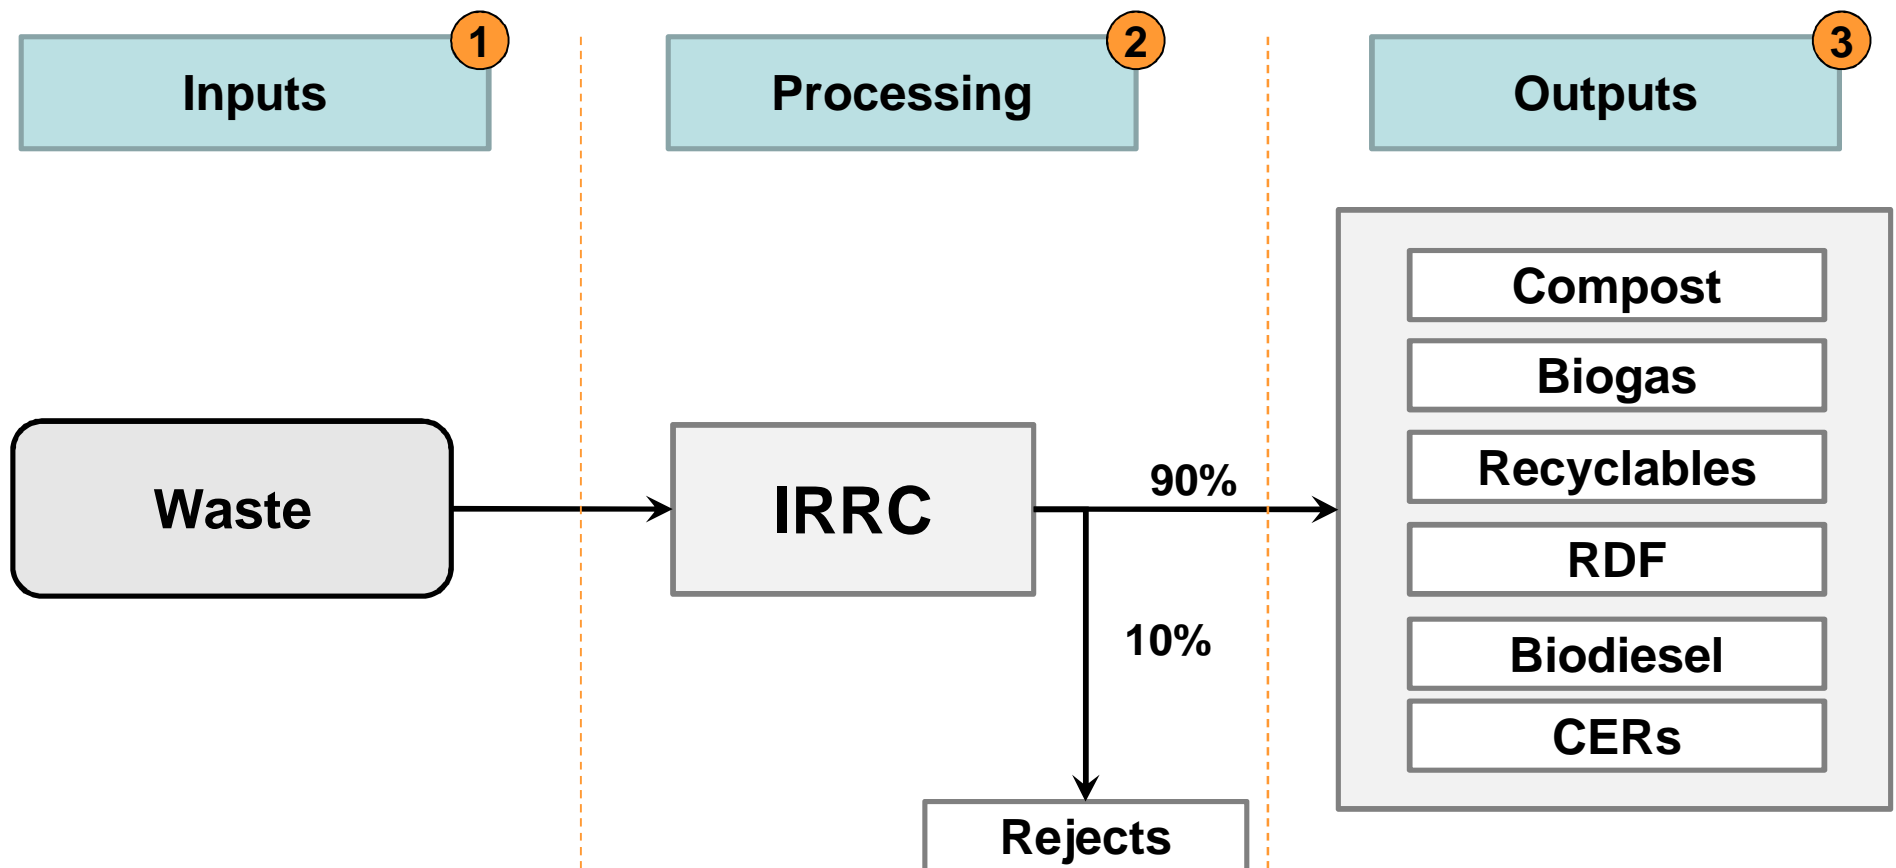 1
Inputs
2
Processing
3
Outputs
Waste
IRRC
90%
10%
Rejects
Compost
Biogas
Recyclables
RDF
Biodiesel
CERs